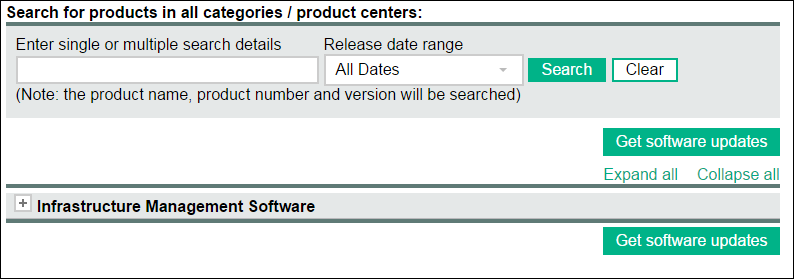 Search for products in all categories / product centers:
Enter single or multiple search details
Release date range
All Dates
Search
Clear
(Note: the product name, product number and version will be searched)
Get software updates
Expand all
Collapse all
Infrastructure Management Software
Get software updates